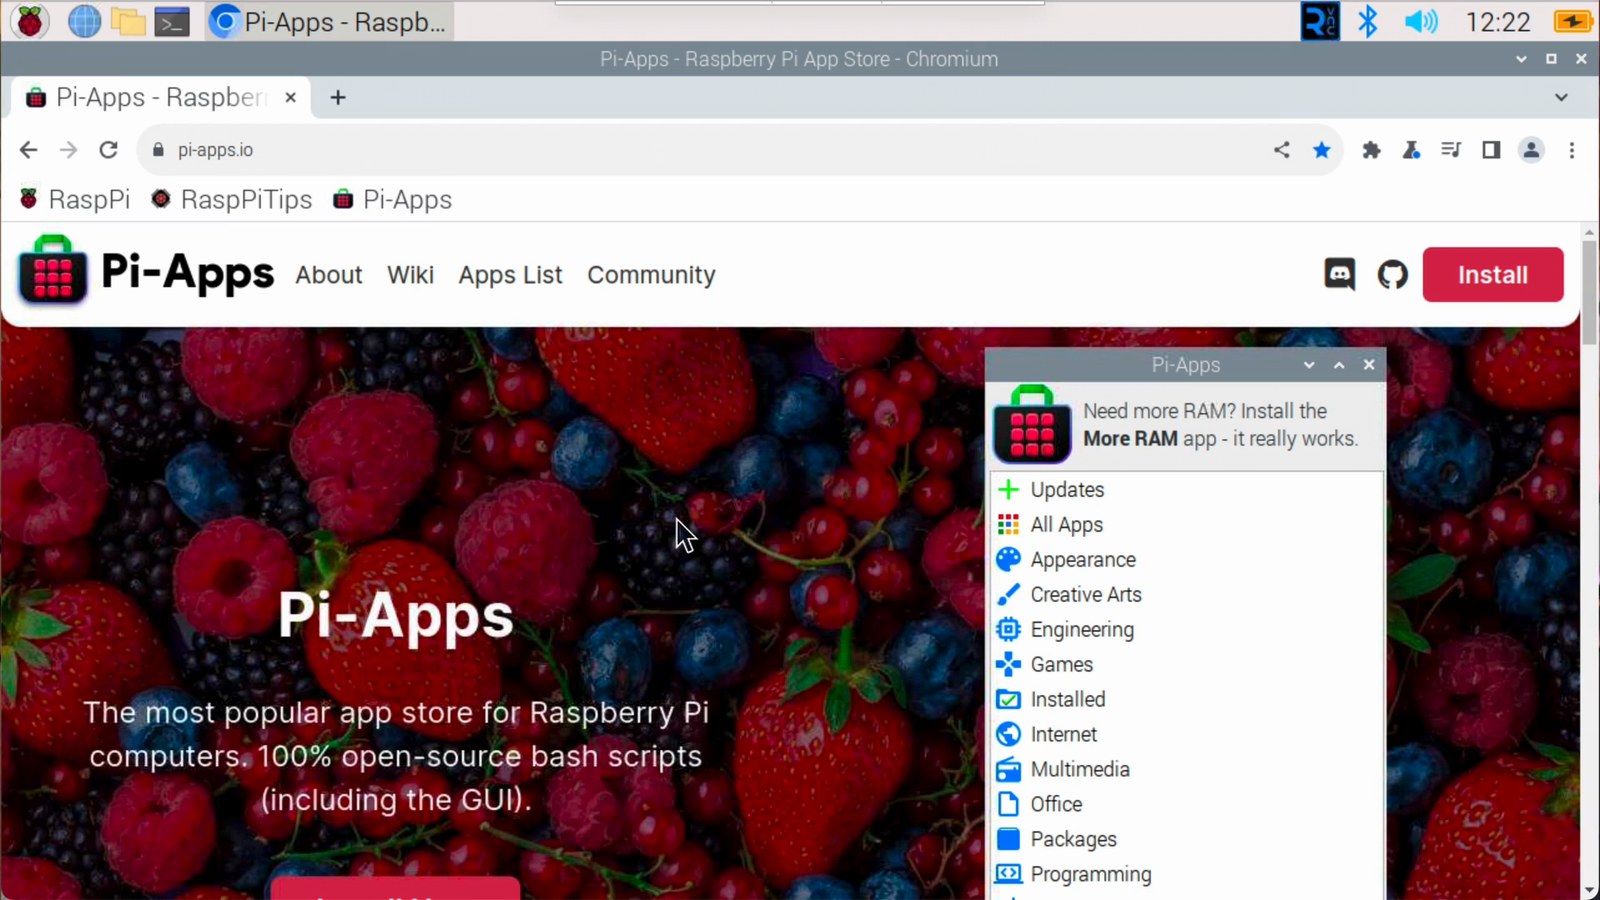 Pi-Apps - Raspb...
12:22
Pi-Apps - Raspberry Pi App Store - Chromium
Pi-Apps - Raspber
pi-apps.io
RaspPi
RaspPiTips
Pi-Apps
Pi-Apps
About
Wiki
Apps List
Community
Install
Pi-Apps
Need more RAM? Install the
More RAM app - it really works.
Updates
All Apps
Appearance
Creative Arts
Engineering
Games
Installed
Internet
Multimedia
Office
Packages
Programming
Pi-Apps
The most popular app store for Raspberry Pi
computers. 100% open-source bash scripts
(including the GUI).